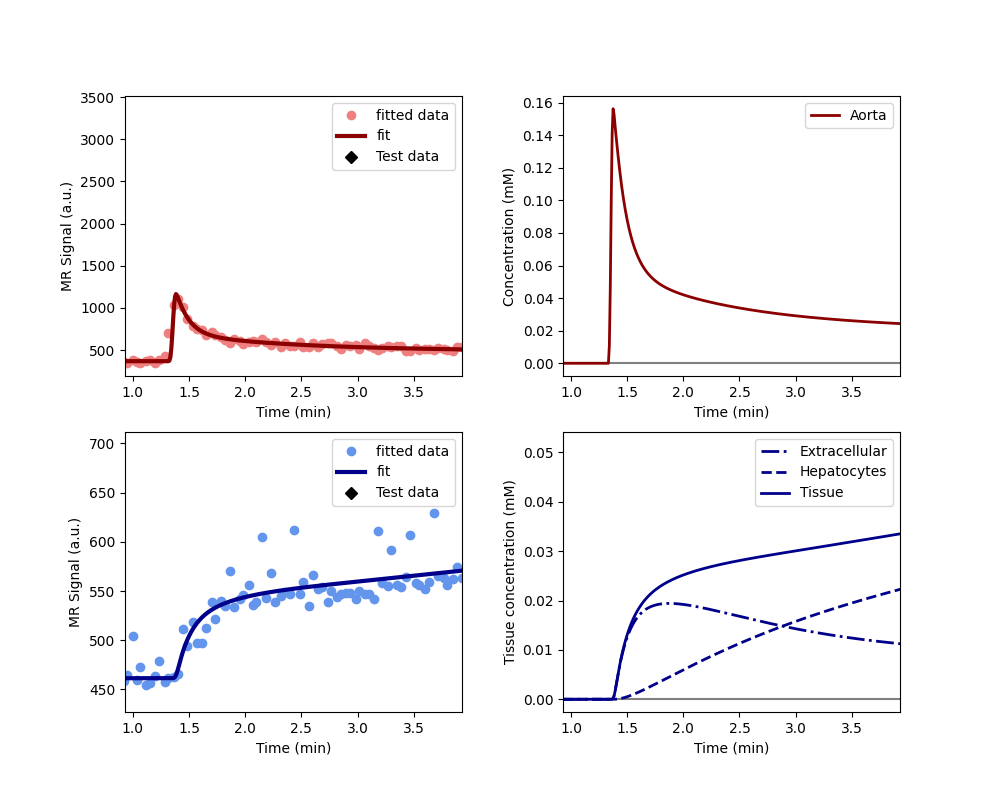 3500
3000
2500
2000
1500
1000
500
MR Signal (a.u.)
fitted data
fit
Test data
1.0 1.5 2.0 2.5 3.0 3.5
Time (min)
0.16
0.14
0.12
0.10
0.08
0.06
0.04
0.02
0.00
Concentration (mM)
Aorta
1.0 1.5 2.0 2.5 3.0 3.5
Time (min)
700
650
600
550
500
450
MR Signal (a.u.)
fitted data
fit
Test data
1.0 1.5 2.0 2.5 3.0 3.5
Time (min)
0.05
0.04
0.03
0.02
0.01
0.00
Tissue concentration (mM)
Extracellular
Hepatocytes
Tissue
1.0 1.5 2.0 2.5 3.0 3.5
Time (min)